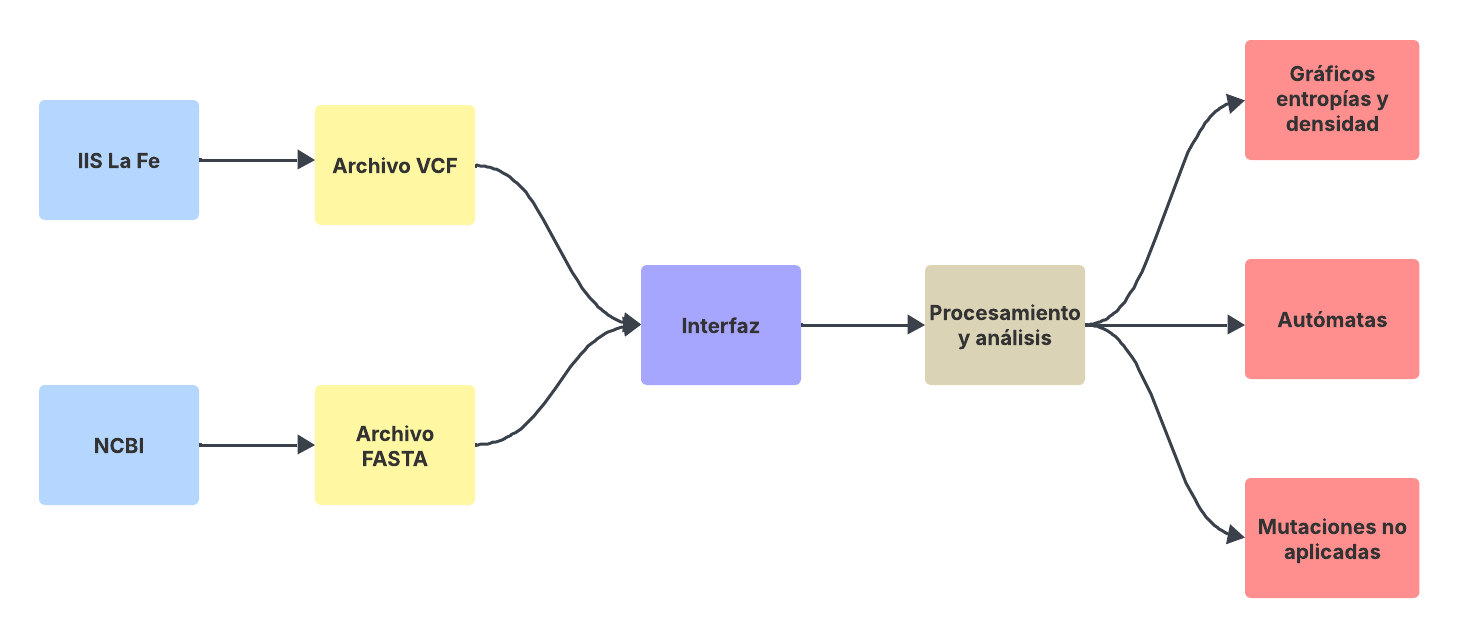 IIS La Fe
Archivo VCF
NCBI
Archivo
FASTA
Interfaz
Procesamiento
y análisis
Gráficos
entropías y
densidad
Autómatas
Mutaciones no
aplicadas